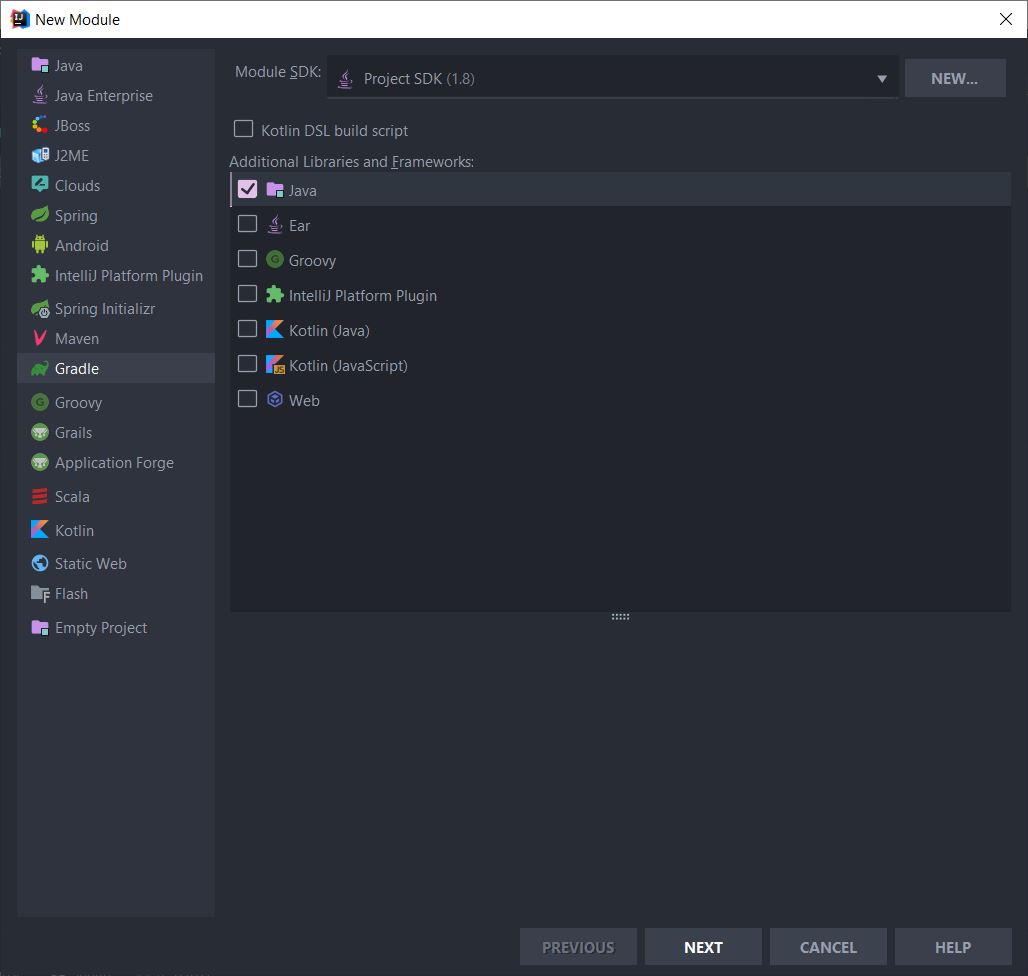 New Module
Java
Java Enterprise
JBoss
J2ME
Clouds
Spring
Android
IntelliJ Platform Plugin
Spring Initializr
Maven
Gradle
Groovy
Grails
Application Forge
Scala
Kotlin
Static Web
Flash
Empty Project
Module SDK: Project SDK (1.8) NEW...
Kotlin DSL build script
Additional Libraries and Frameworks:
Java
Ear
Groovy
IntelliJ Platform Plugin
Kotlin (Java)
Kotlin (JavaScript)
Web
PREVIOUS NEXT CANCEL HELP